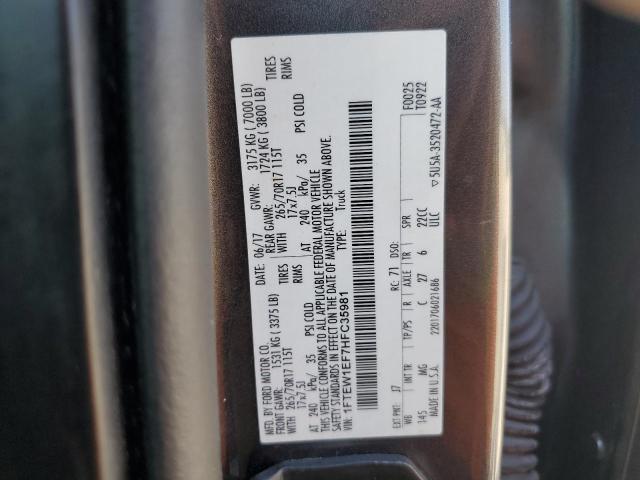 MFD. BY FORD MOTOR CO.
DATE: 06/17
GVWR: 3175 KG ( 7000 LB)
FRONT GAWR: 1531 KG ( 3375 LB)
REAR GAWR: 1724 KG ( 3800 LB)
WITH 265/70R17 115T TIRES
WITH 265/70R17 115T TIRES
17x7.5J RIMS
17x7.5J RIMS
AT 240 kPa/ 35 PSI COLD
AT 240 kPa/ 35 PSI COLD
THIS VEHICLE CONFORMS TO ALL APPLICABLE FEDERAL MOTOR VEHICLE
SAFETY STANDARDS IN EFFECT ON THE DATE OF MANUFACTURE SHOWN ABOVE.
VIN: 1FTEW1EF7HFC35981
TYPE: Truck
F0025
T0922
EXT PNT: J7
RC: 71 DSO:
WB INT TR TP/PS R AXLE TR SPR
145 MG C 27 6 22CC
MADE IN U.S.A. ULC
2201706021686
▽ 5U5A-3520472-AA